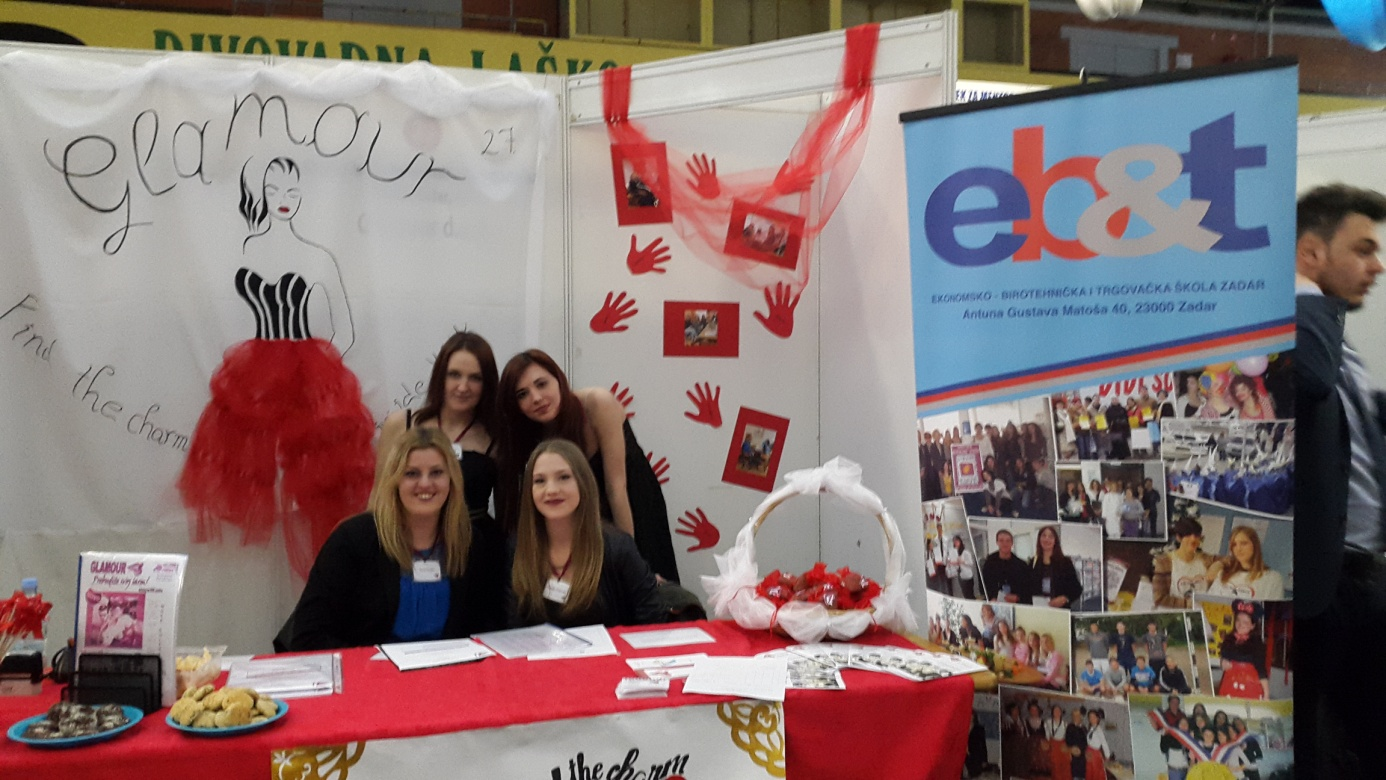 PIVOVARNA LAŠKO
Glamour
27
Find the charm
eb&t
EKONOMSKO - BIROTEHNIČKA I TRGOVAČKA ŠKOLA ZADAR
Antuna Gustava Matoša 40, 23000 Zadar
GLAMOUR
the charm